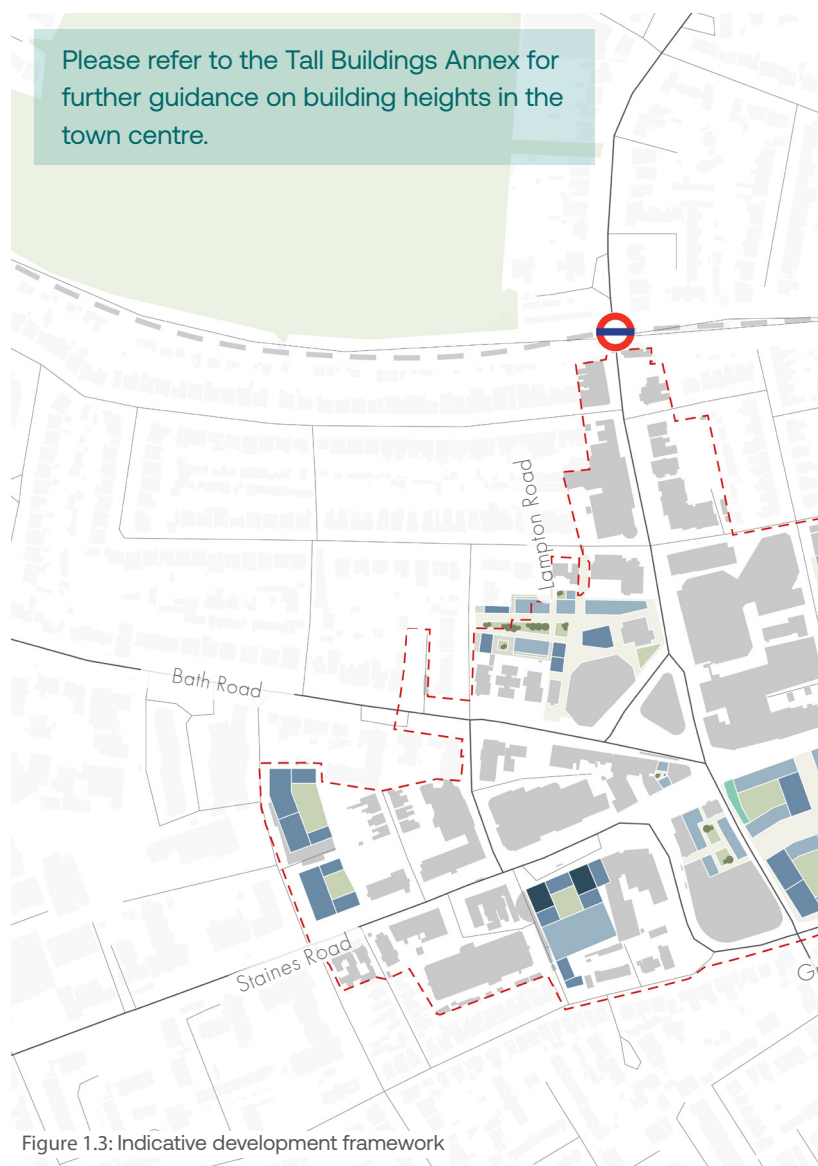 Please refer to the Tall Buildings Annex for
further guidance on building heights in the
town centre.
Lampton Road
Bath Road
Staines Road
Figure 1.3: Indicative development framework